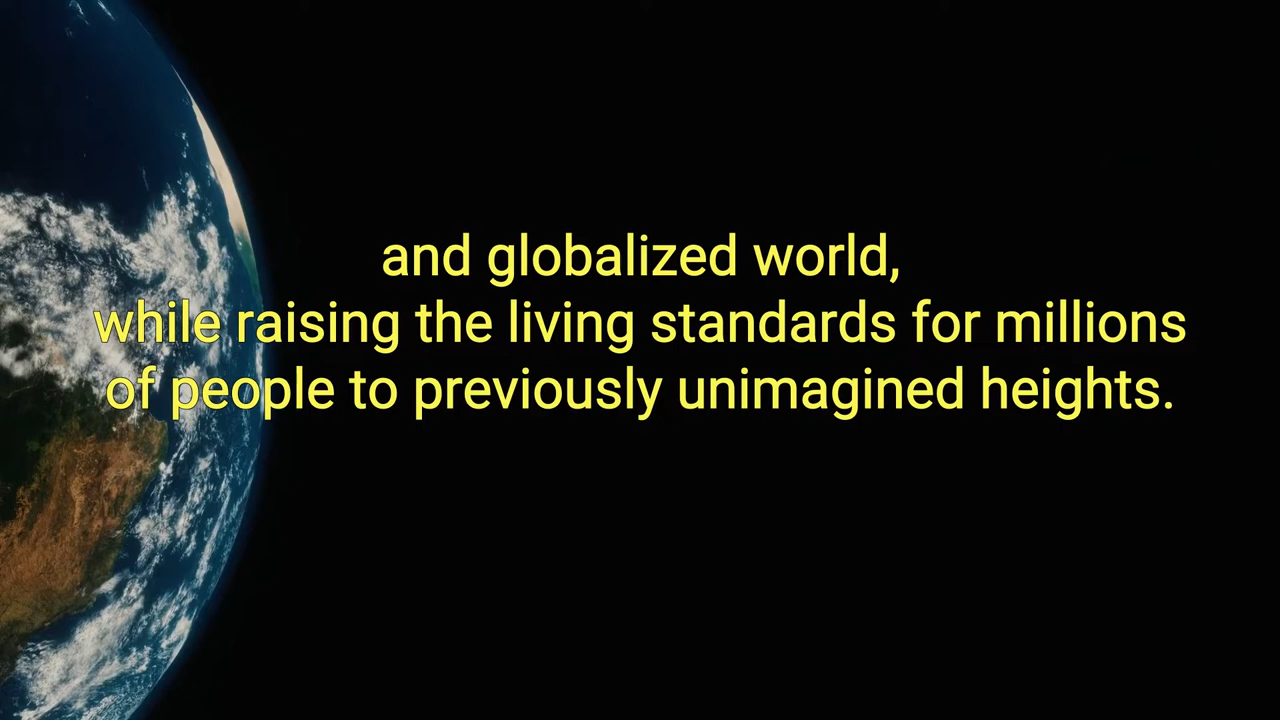 and globalized world,
while raising the living standards for millions
of people to previously unimagined heights.